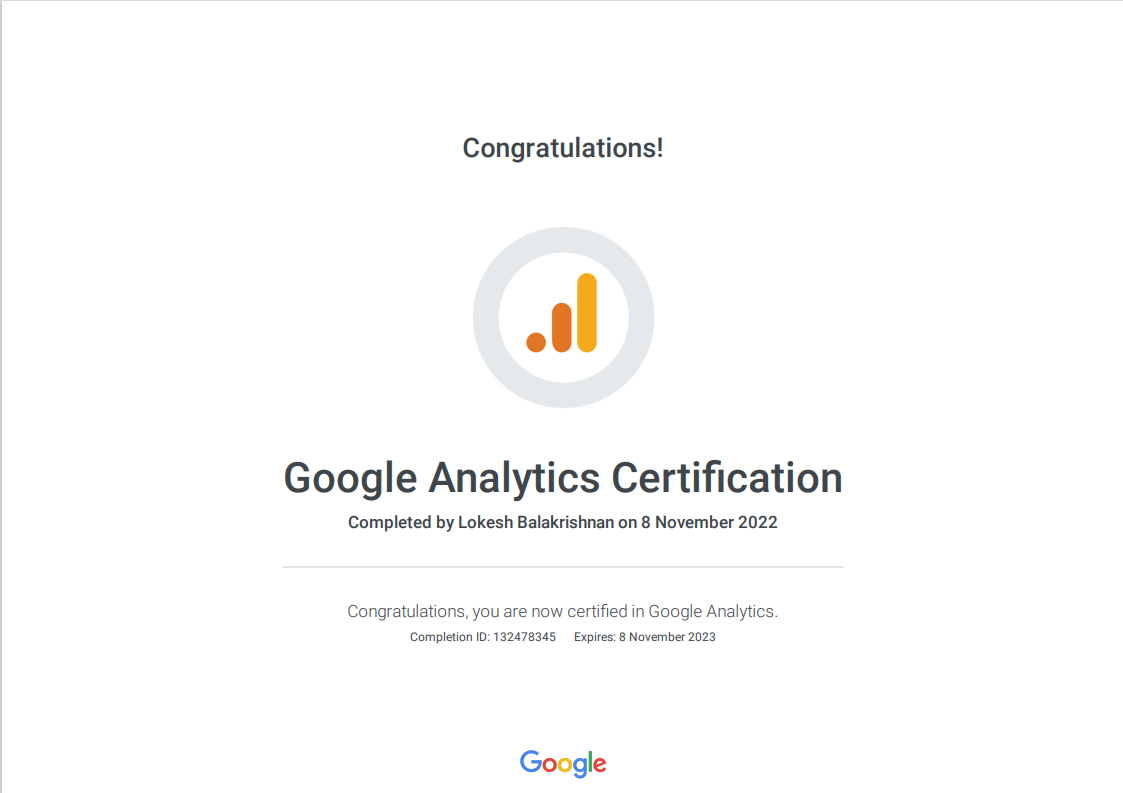 Congratulations!
Google Analytics Certification
Completed by Lokesh Balakrishnan on 8 November 2022
Congratulations, you are now certified in Google Analytics.
Completion ID: 132478345 Expires: 8 November 2023
Google